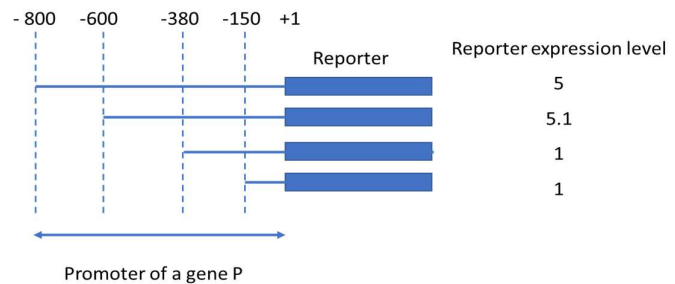 - 800 -600 -380 -150 +1
Reporter
Reporter expression level
5
5.1
1
1
Promoter of a gene P